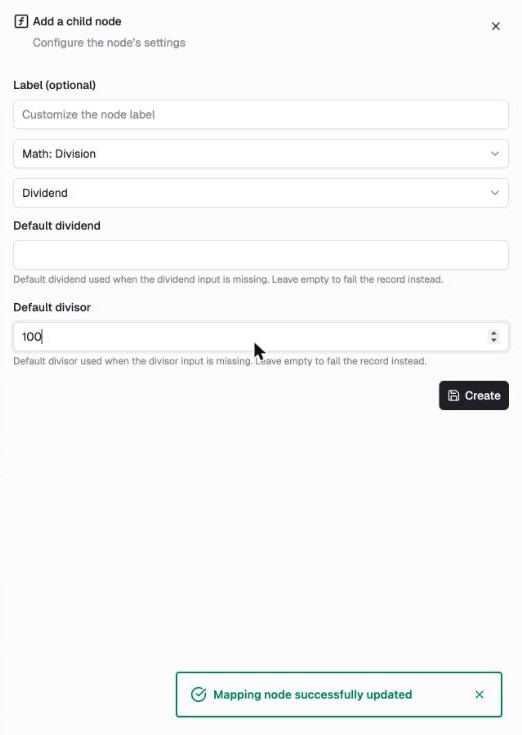 Add a child node
Configure the node's settings
Label (optional)
Customize the node label
Math: Division
Dividend
Default dividend
Default dividend used when the dividend input is missing. Leave empty to fail the record instead.
Default divisor
100
Default divisor used when the divisor input is missing. Leave empty to fail the record instead.
Create
Mapping node successfully updated